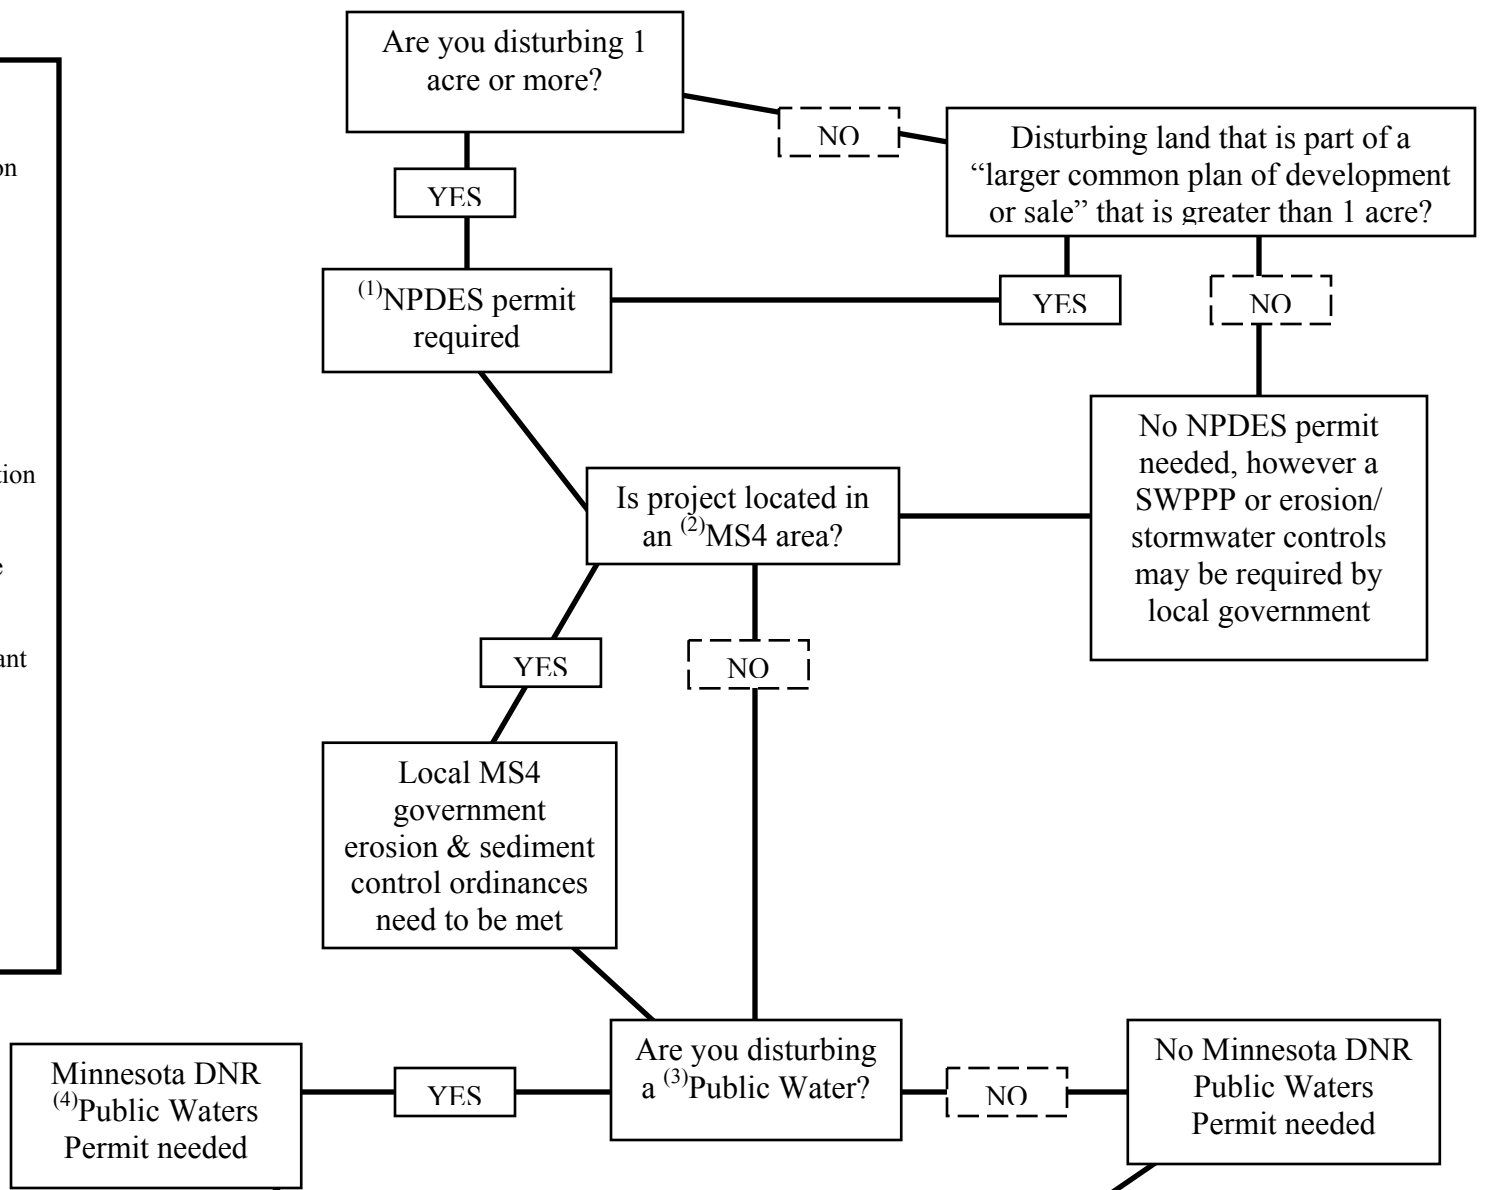 Are you disturbing 1
acre or more?
NO
Disturbing land that is part of a
“larger common plan of development
or sale” that is greater than 1 acre?
YES
(1)NPDES permit
required
YES
NO
No NPDES permit
needed, however a
SWPPP or erosion/
stormwater controls
may be required by
local government
Is project located in
an (2)MS4 area?
YES
NO
Local MS4
government
erosion & sediment
control ordinances
need to be met
Are you disturbing
a (3)Public Water?
YES
NO
Minnesota DNR
(4)Public Waters
Permit needed
No Minnesota DNR
Public Waters
Permit needed